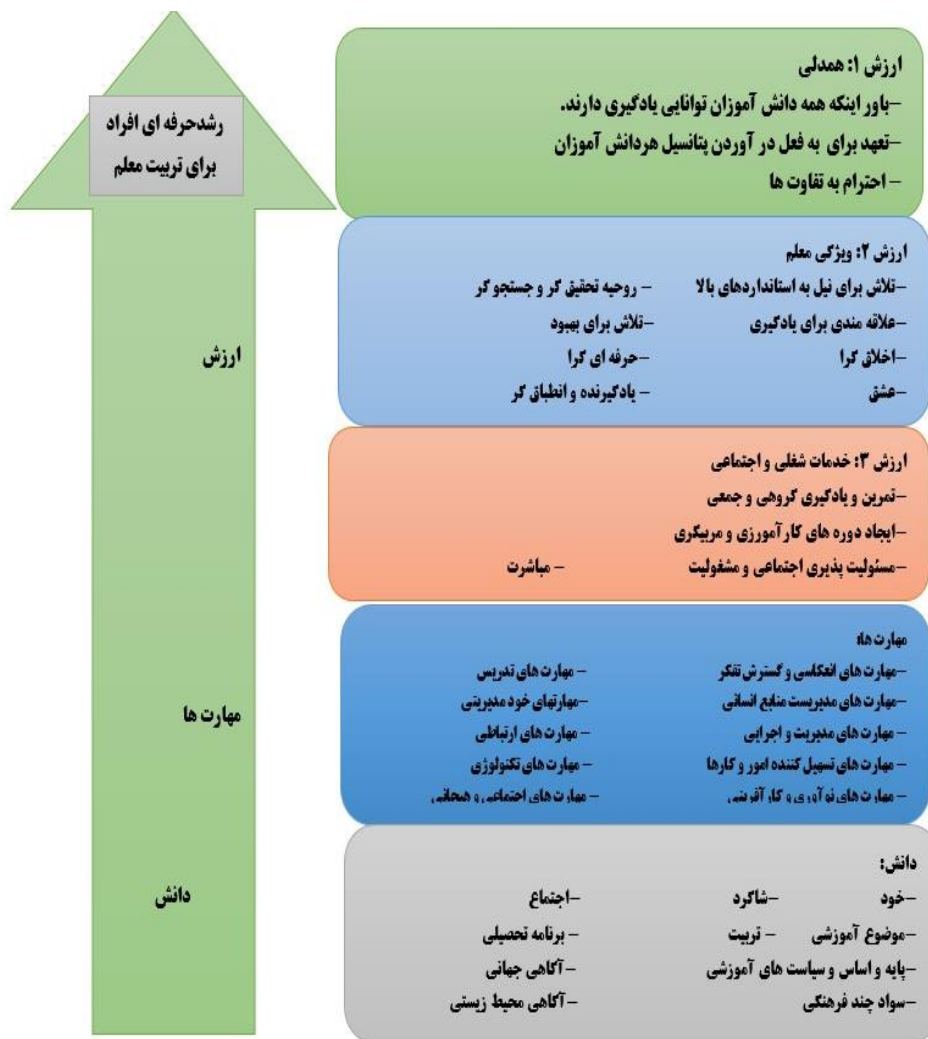 رشدحرفه ای افراد
برای تربیت معلم
ارزش
مهارت ها
دانش
ارزش ۱: همدلی
-باور اینکه همه دانش آموزان توانایی یادگیری دارند.
-تعهد برای به فعل در آوردن پتانسیل هردانش آموزان
- احترام به تفاوت ها
ارزش ۲: ویژگی معلم
-تلاش برای نیل به استانداردهای بالا - روحیه تحقیق گر و جستجو گر
-علاقه مندی برای یادگیری -تلاش برای بهبود
-اخلاق گرا -حرفه ای گرا
-عشق - یادگیرنده و انطباق گر
ارزش ۳: خدمات شغلی و اجتماعی
-تمرین و یادگیری گروهی و جمعی
-ایجاد دوره های کارآمورزی و مربیگری
-مسئولیت پذیری اجتماعی و مشغولیت - مباشرت
مهارت ها:
-مهارت های انعکاسی و گسترش تفکر - مهارت های تدریس
-مهارت های مدیریست منابع انسانی -مهارتهای خود مدیریتی
- مهارت های مدیریت و اجرایی - مهارت های ارتباطی
- مهارت های تسهیل کننده امور و کارها - مهارت های تکنولوژی
- مهارت های نوآوری و کارآفرینی - مهارت های اجتماعی و هیجانی
دانش:
-خود -شاگرد -اجتماع
-موضوع آموزشی - تربیت - برنامه تحصیلی
-پایه و اساس و سیاست های آموزشی -آگاهی جهانی
-سواد چند فرهنگی -آگاهی محیط زیستی